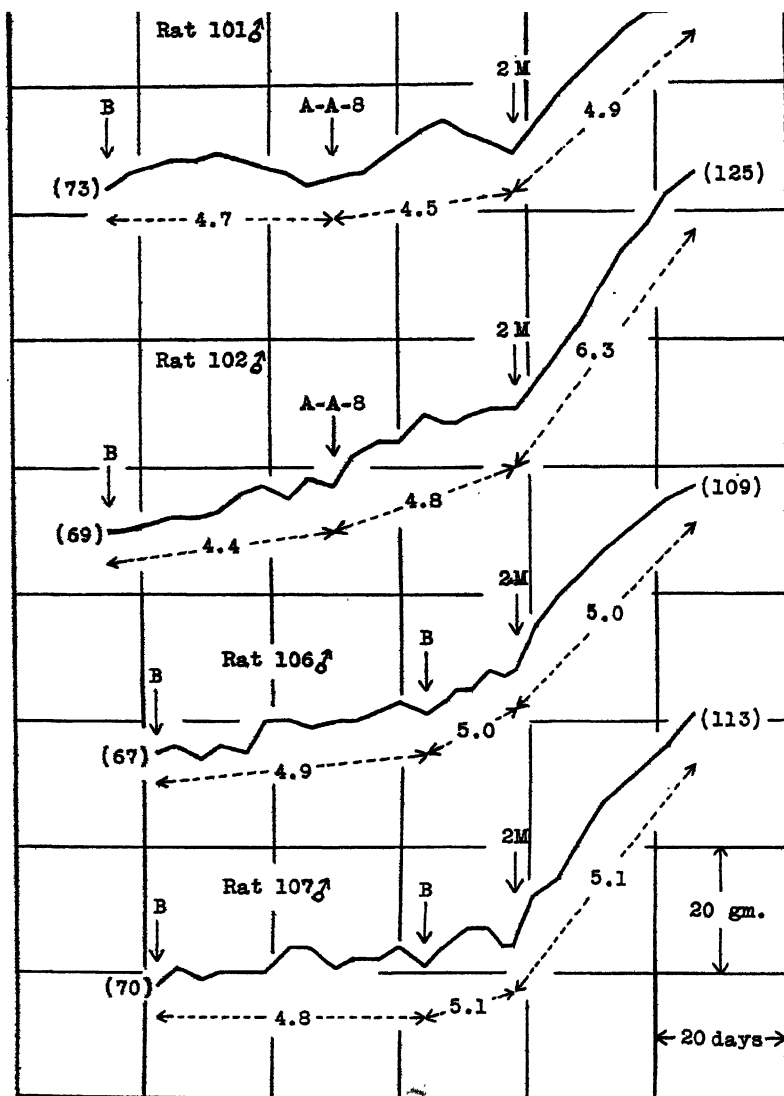 Rat 101♂
2 M
B
A-A-8
4.9
(73)
(125)
4.7
4.5
2 M
Rat 102♂
6.3
A-A-8
B
4.8
(109)
(69)
4.4
2M
5.0
B
Rat 106♂
B
(113)
5.0
(67)
4.9
2M
5.1
Rat 107♂
B
B
20 gm.
(70)
5.1
4.8
20 days